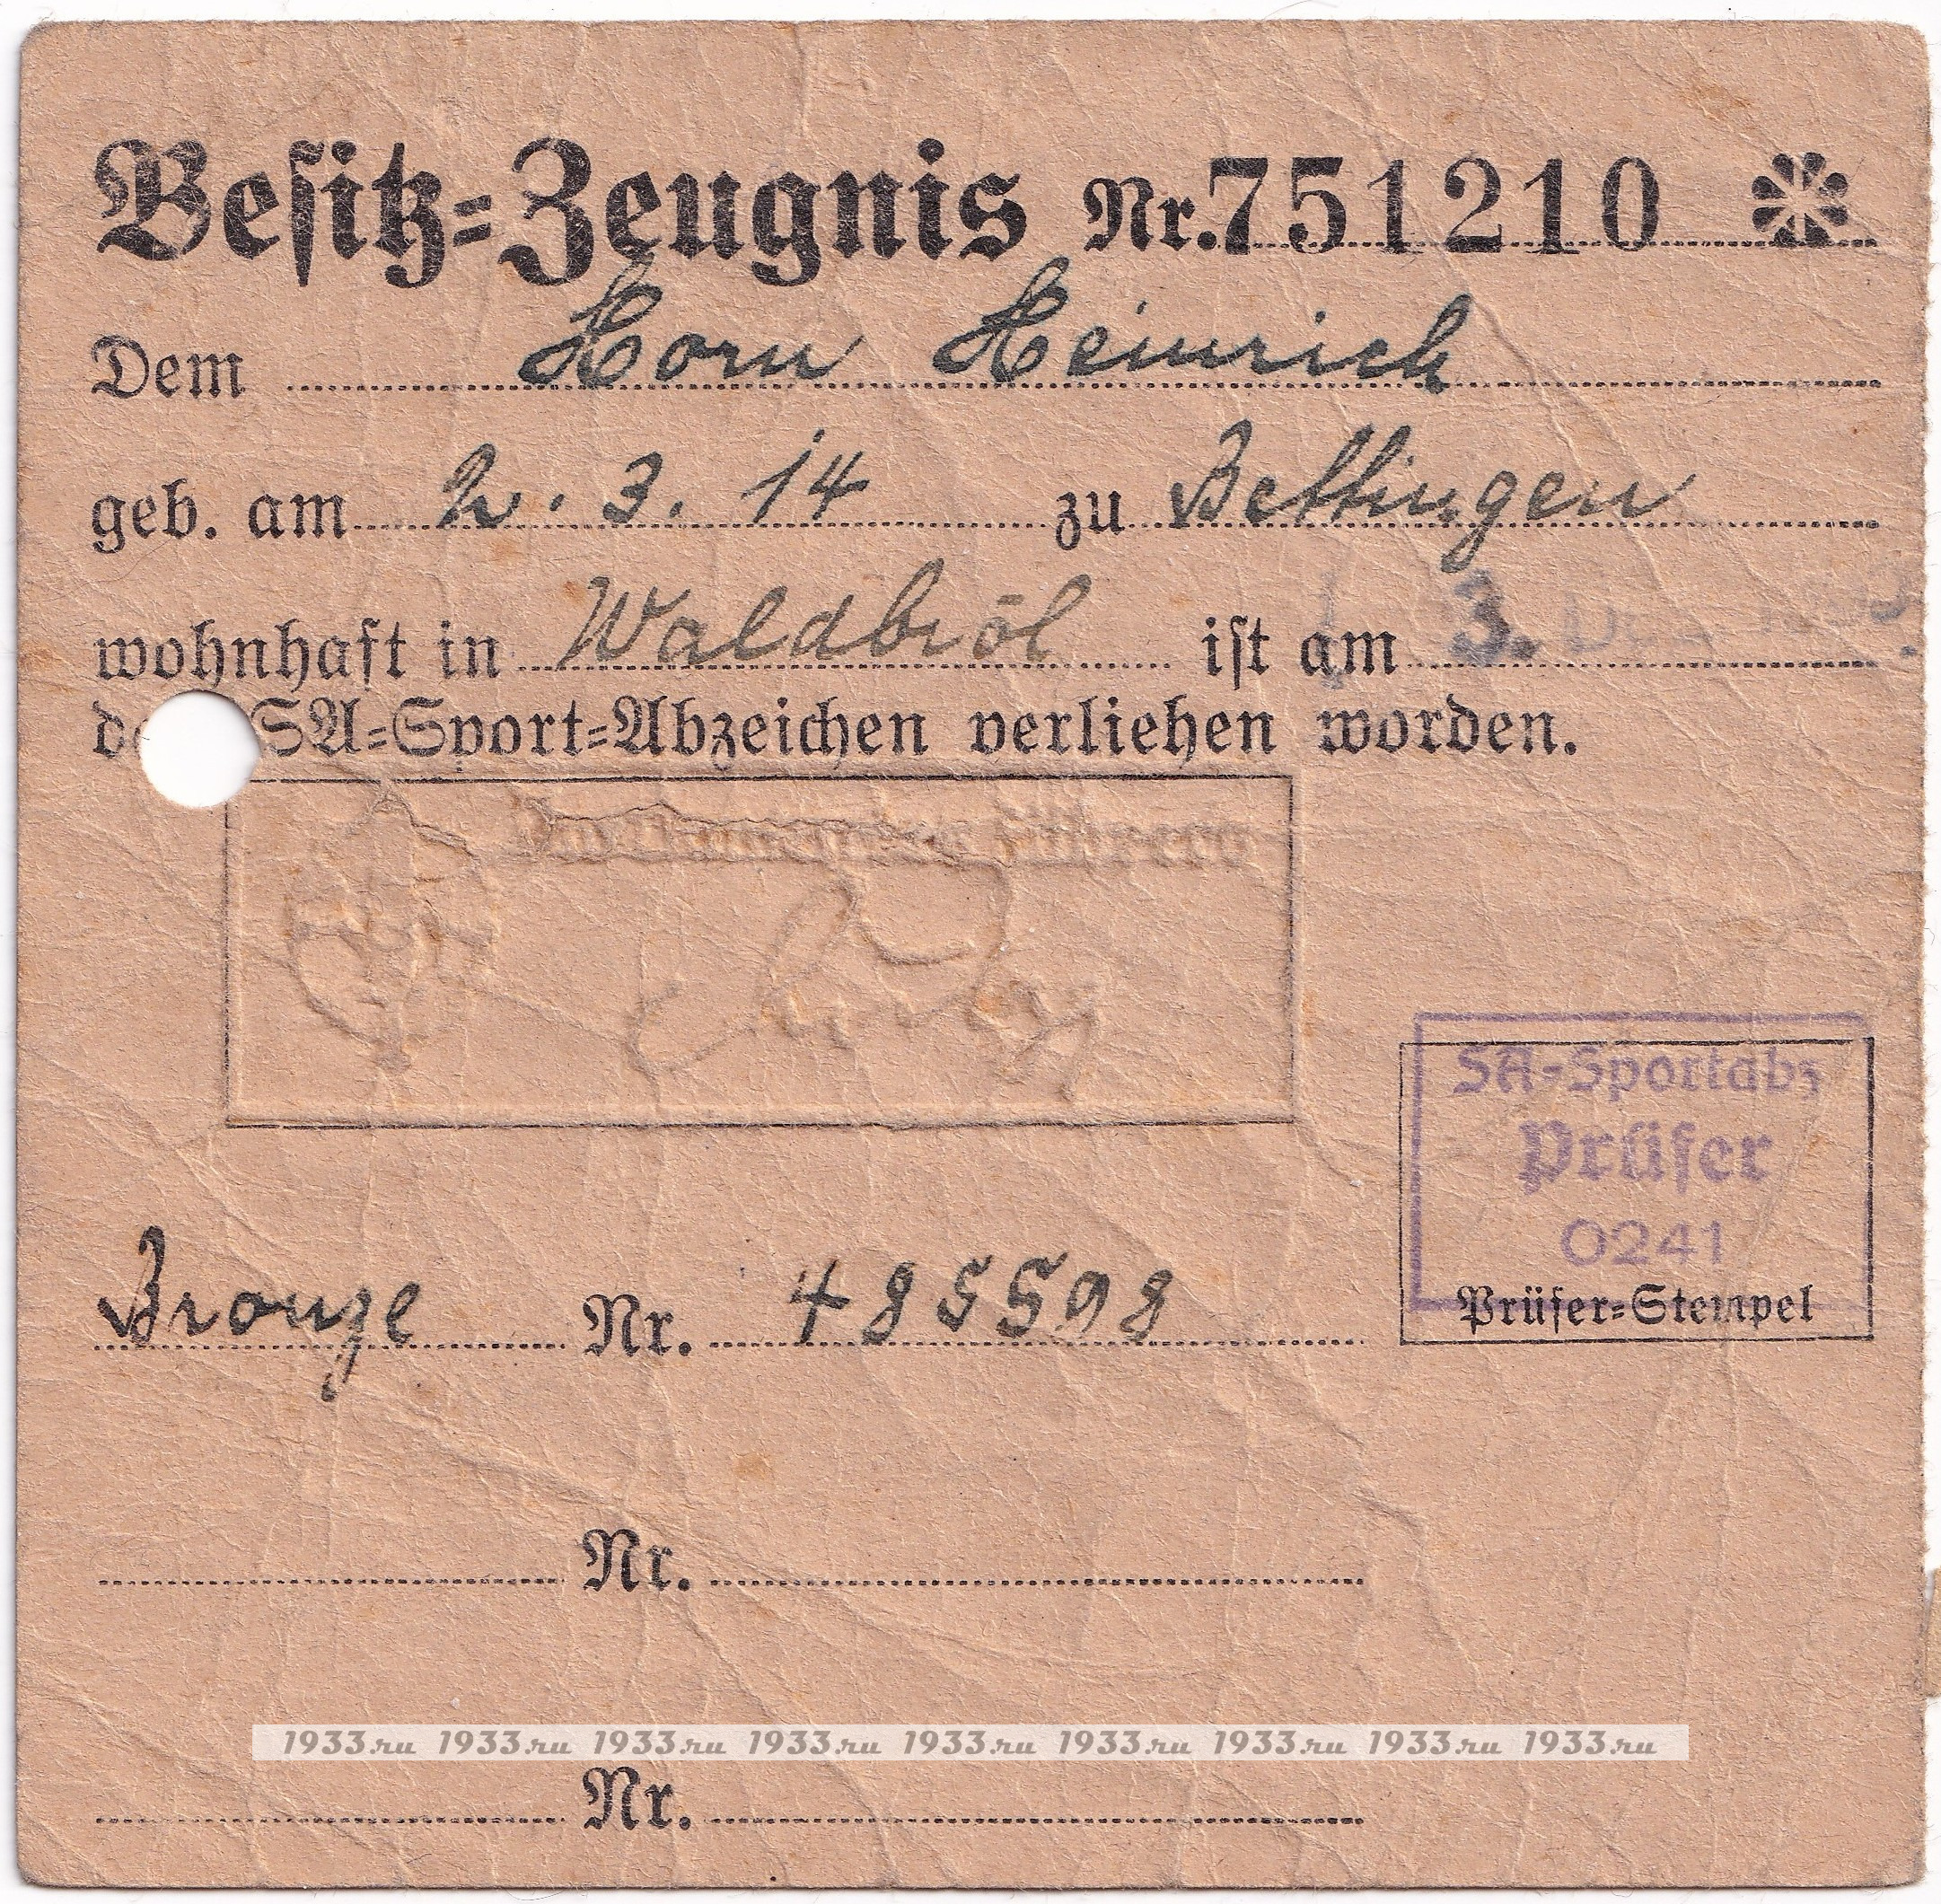 Besitz-Zeugnis Nr. 751210
Dem Horn Heinrich
geb. am 2. 3. 14 zu Bettingen
wohnhaft in Waldbröl ist am 3.
SA-Sport-Abzeichen verliehen worden.
SA-Sportabz
Prüfer
0241
Prüfer-Stempel
Bronze Nr. 485598
Nr.
1933.ru 1933.ru 1933.ru 1933.ru 1933.ru 1933.ru 1933.ru 1933.ru 1933.ru
Nr.